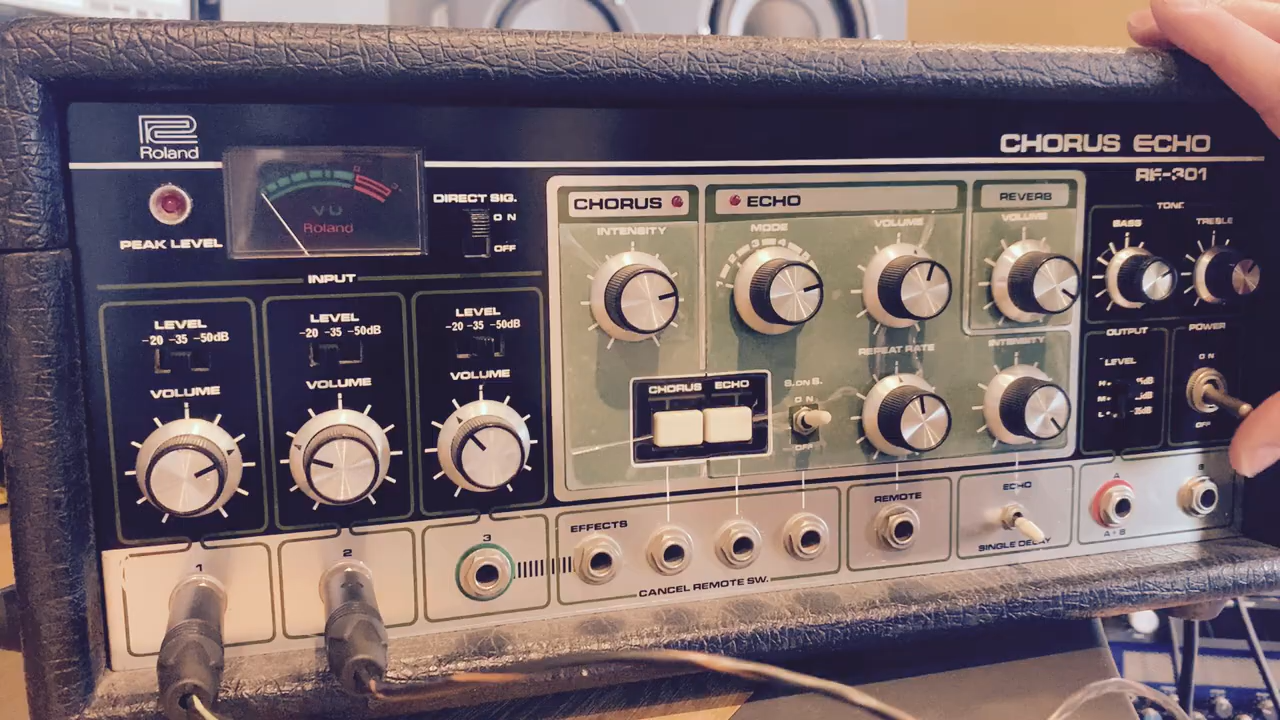 Roland
CHORUS ECHO
RE-301
PEAK LEVEL
VU
Roland
DIRECT SIG.
ON
OFF
INPUT
LEVEL
-20 -35 -50dB
VOLUME
LEVEL
-20 -35 -50dB
VOLUME
LEVEL
-20 -35 -50dB
VOLUME
CHORUS
INTENSITY
ECHO
MODE
VOLUME
REPEAT RATE
REVERB
VOLUME
INTENSITY
CHORUS ECHO
S.ON S.
ON
OFF
TONE
BASS
TREBLE
OUTPUT
LEVEL
POWER
ON
OFF
1
2
3
EFFECTS
CANCEL REMOTE SW.
REMOTE
ECHO
SINGLE DELAY
A
A+B
B